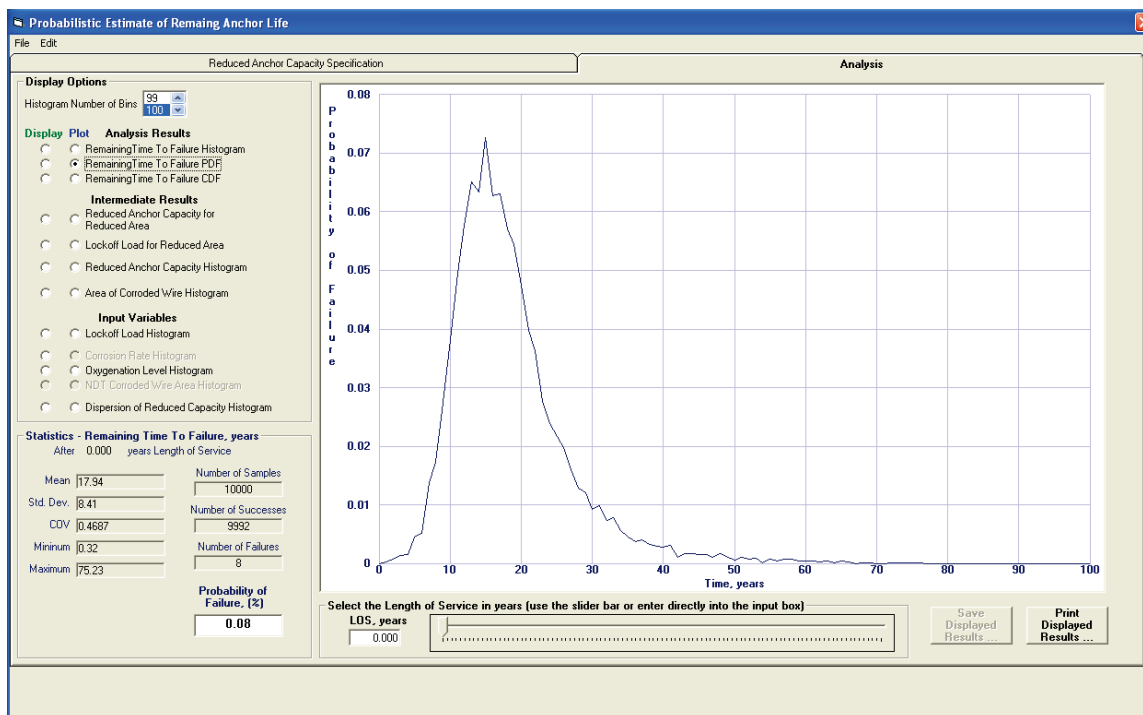 Probabilistic Estimate of Remaing Anchor Life
File Edit
Reduced Anchor Capacity Specification
Analysis
Display Options
Histogram Number of Bins
99
100
Display Plot Analysis Results
RemainingTime To Failure Histogram
RemainingTime To Failure PDF
RemainingTime To Failure CDF
Intermediate Results
Reduced Anchor Capacity for
Reduced Area
Lockoff Load for Reduced Area
Reduced Anchor Capacity Histogram
Area of Corroded Wire Histogram
Input Variables
Lockoff Load Histogram
Corrosion Rate Histogram
Oxygenation Level Histogram
NDT Corroded Wire Area Histogram
Dispersion of Reduced Capacity Histogram
Statistics - Remaining Time To Failure, years
After 0.000 years Length of Service
Mean 17.94
Std. Dev. 8.41
COV 0.4687
Mininum 0.32
Maximum 75.23
Number of Samples
10000
Number of Successes
9992
Number of Failures
8
Probability of
Failure, (%)
0.08
Probability of Failure
0.08
0.07
0.06
0.05
0.04
0.03
0.02
0.01
0
0 10 20 30 40 50 60 70 80 90 100
Time, years
Select the Length of Service in years (use the slider bar or enter directly into the input box)
LOS, years
0.000
Save
Displayed
Results ...
Print
Displayed
Results ...